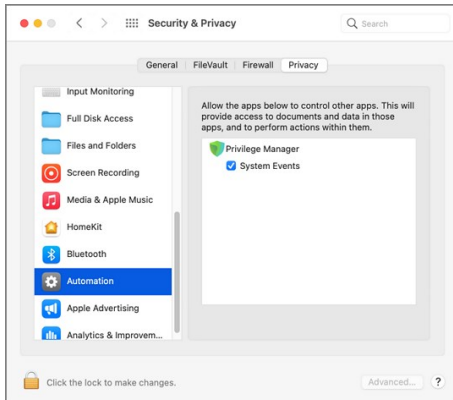 Security & Privacy
Search
General FileVault Firewall Privacy
Input Monitoring
Full Disk Access
Files and Folders
Screen Recording
Media & Apple Music
HomeKit
Bluetooth
Automation
Apple Advertising
Analytics & Improvem...
Allow the apps below to control other apps. This will
provide access to documents and data in those
apps, and to perform actions within them.
Privilege Manager
System Events
Click the lock to make changes.
Advanced...
?